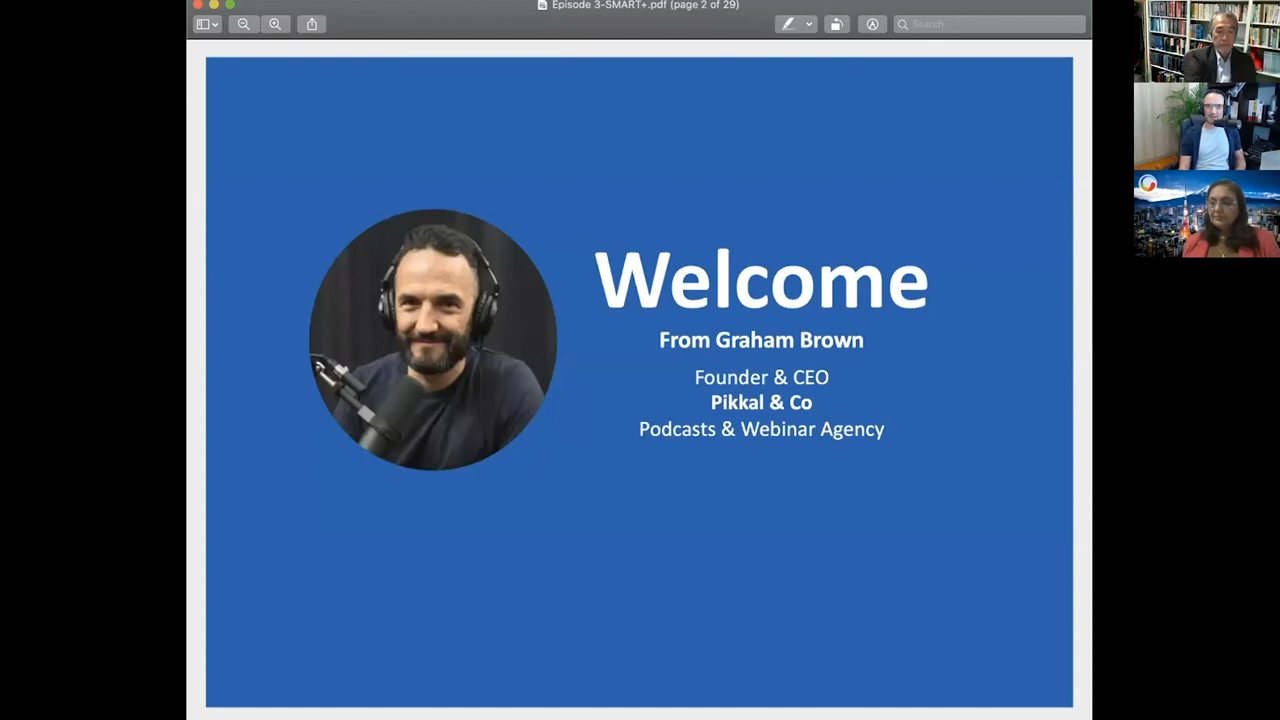 Episode 3-SMART+.pdf (page 2 of 29)
Search
Welcome
From Graham Brown
Founder & CEO
Pikkal & Co
Podcasts & Webinar Agency